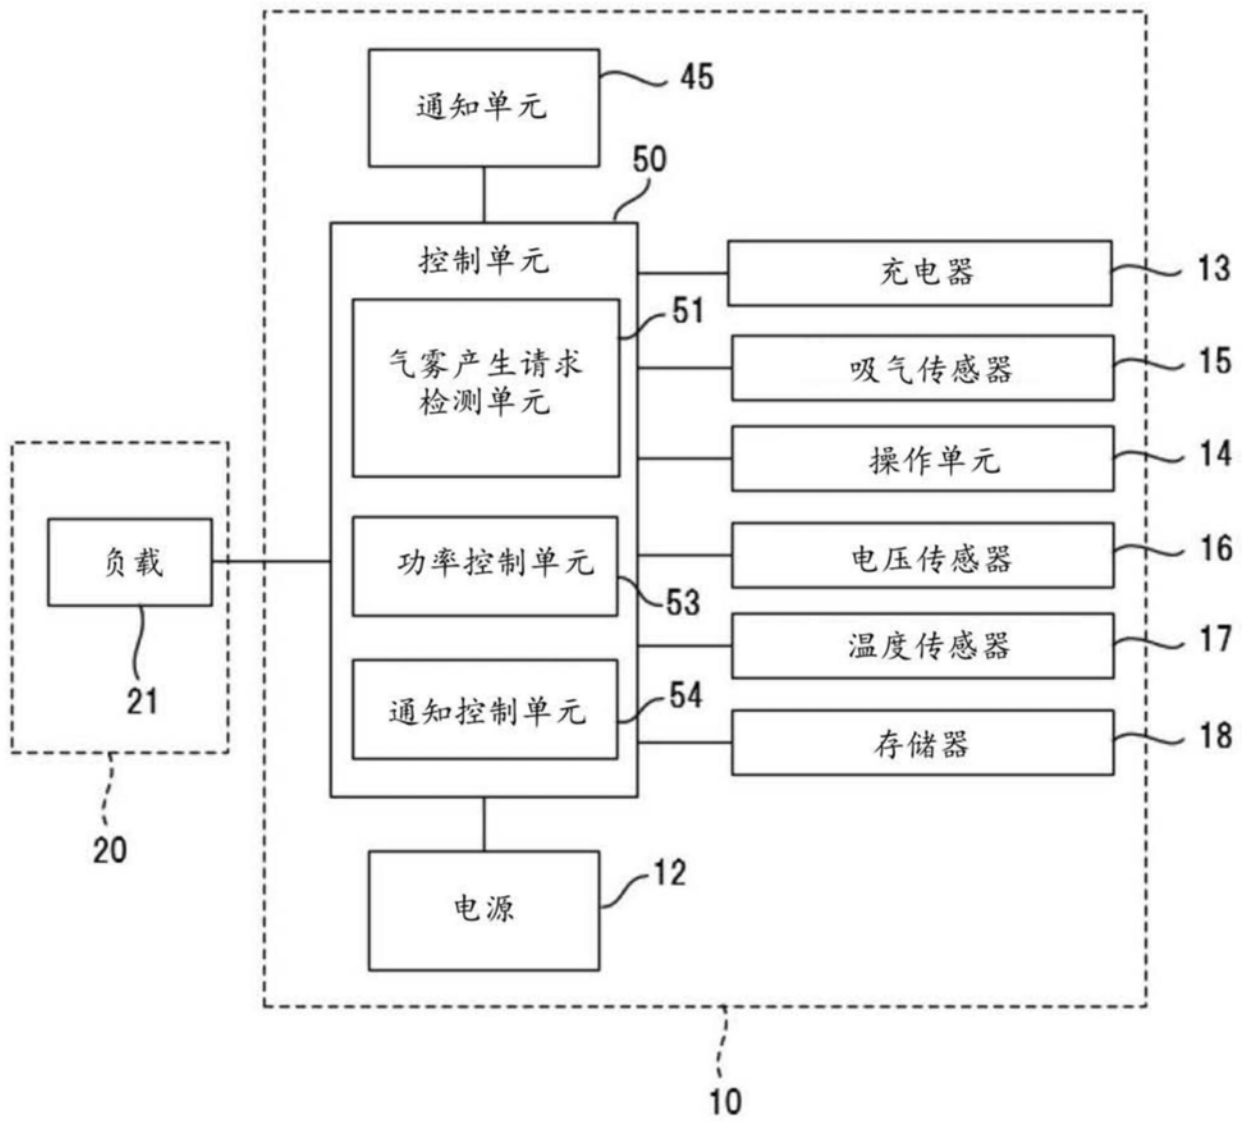 通知单元
45
50
控制单元
充电器
13
51
气雾产生请求
检测单元
吸气传感器
15
操作单元
14
负载
21
20
功率控制单元
53
电压传感器
16
温度传感器
17
通知控制单元
54
存储器
18
电源
12
10